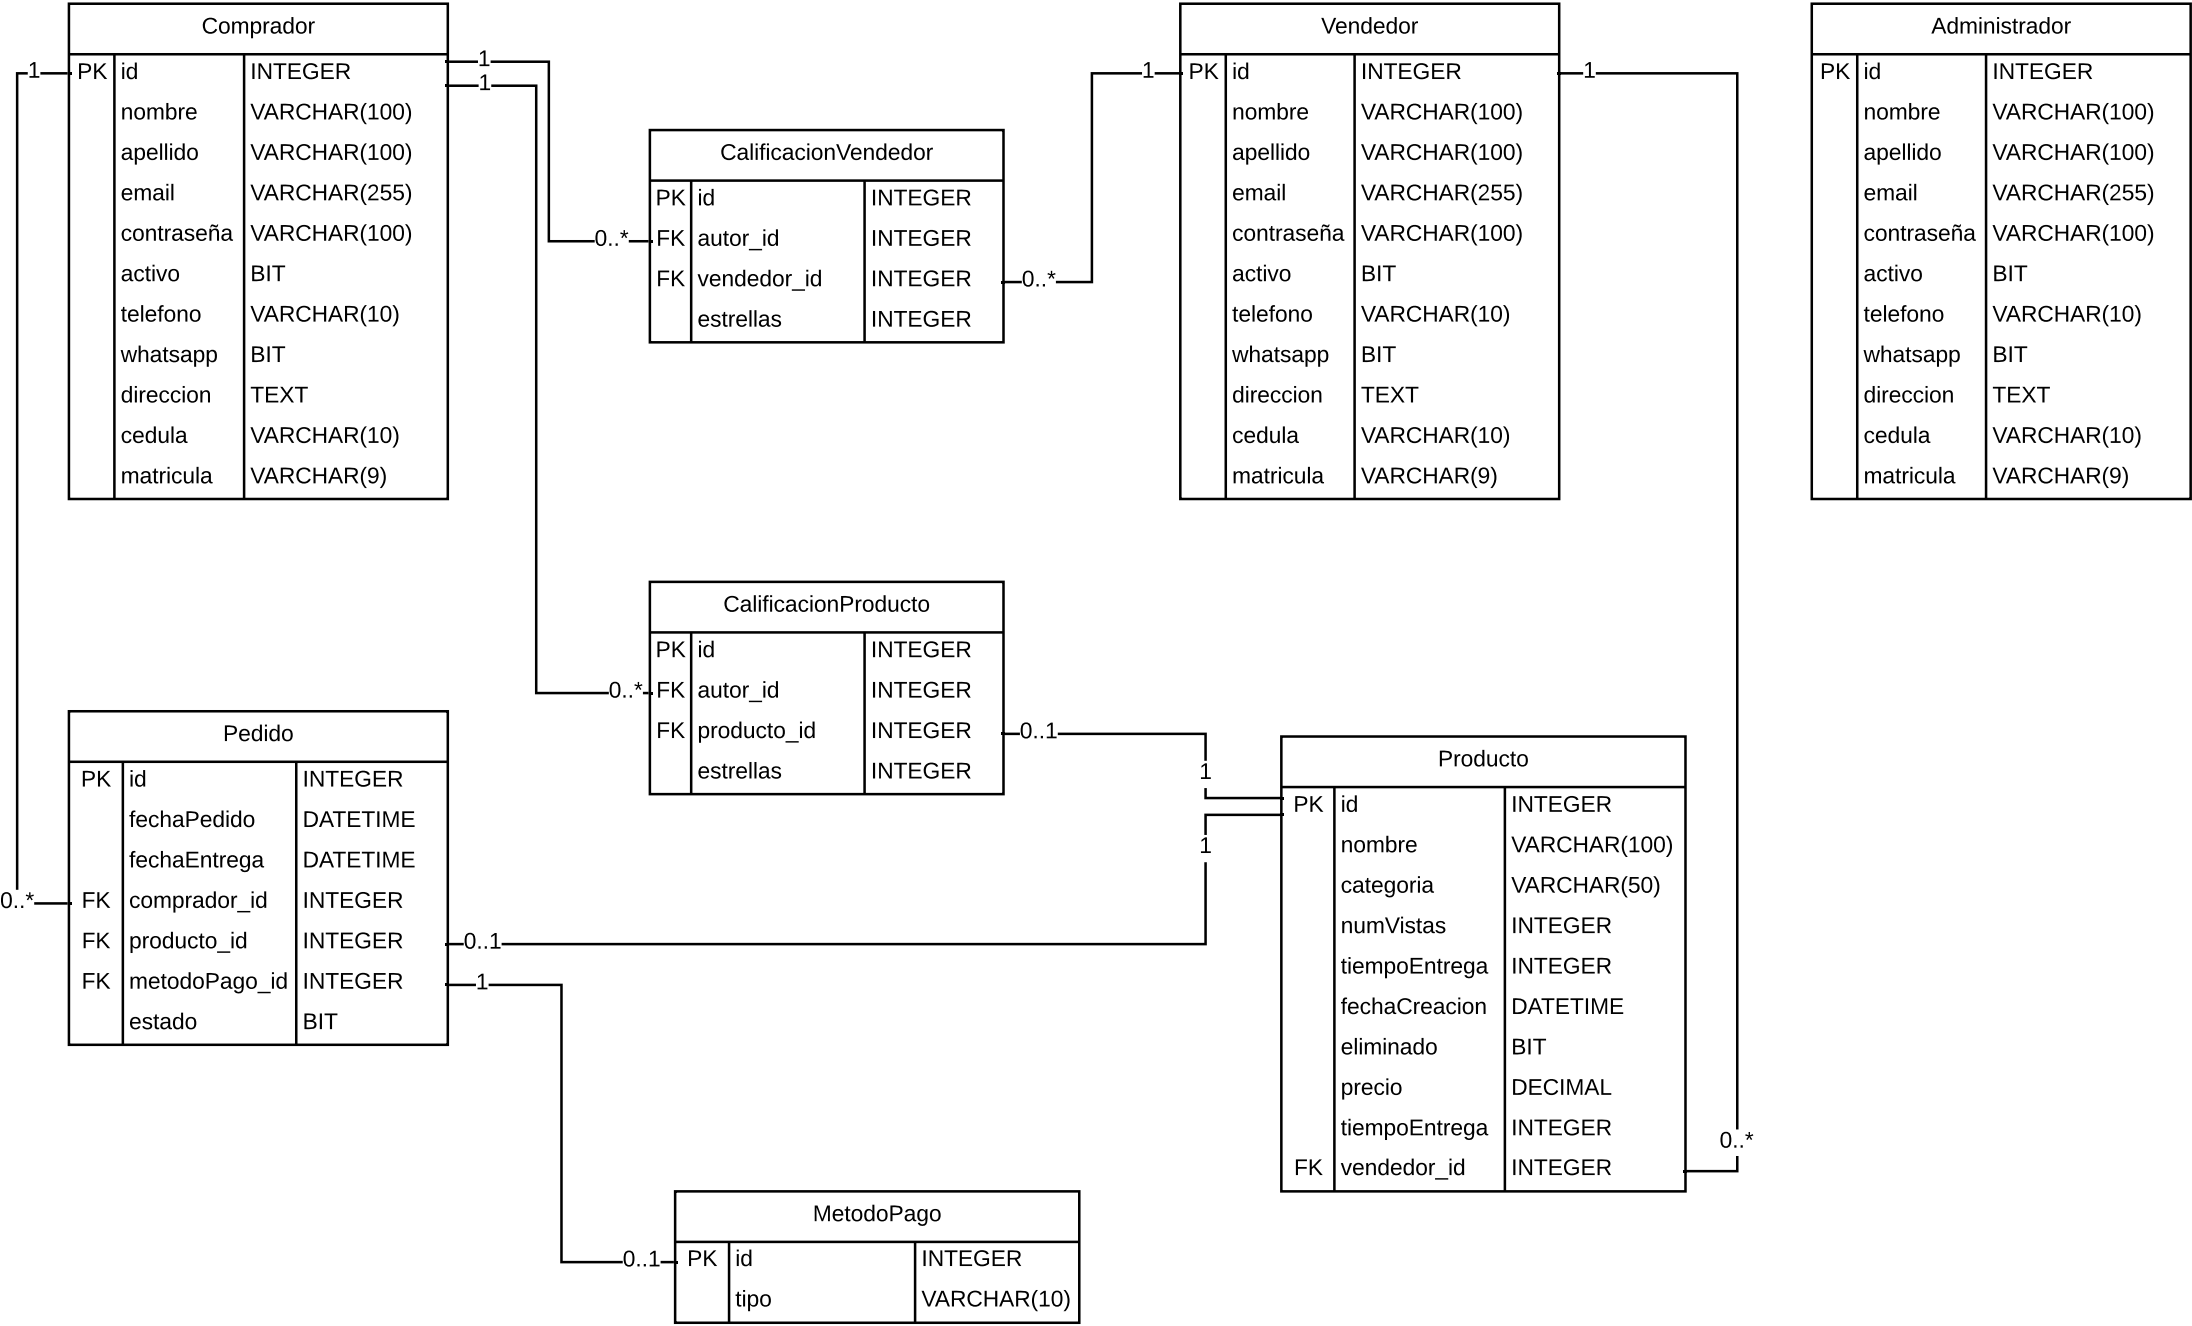 Comprador
PK id INTEGER
nombre VARCHAR(100)
apellido VARCHAR(100)
email VARCHAR(255)
contraseña VARCHAR(100)
activo BIT
telefono VARCHAR(10)
whatsapp BIT
direccion TEXT
cedula VARCHAR(10)
matricula VARCHAR(9)
1
1
1
0..*
CalificacionVendedor
PK id INTEGER
FK autor_id INTEGER
FK vendedor_id INTEGER
estrellas INTEGER
0..*
1
Vendedor
PK id INTEGER
nombre VARCHAR(100)
apellido VARCHAR(100)
email VARCHAR(255)
contraseña VARCHAR(100)
activo BIT
telefono VARCHAR(10)
whatsapp BIT
direccion TEXT
cedula VARCHAR(10)
matricula VARCHAR(9)
1
Administrador
PK id INTEGER
nombre VARCHAR(100)
apellido VARCHAR(100)
email VARCHAR(255)
contraseña VARCHAR(100)
activo BIT
telefono VARCHAR(10)
whatsapp BIT
direccion TEXT
cedula VARCHAR(10)
matricula VARCHAR(9)
CalificacionProducto
PK id INTEGER
FK autor_id INTEGER
FK producto_id INTEGER
estrellas INTEGER
0..*
0..1
1
Pedido
PK id INTEGER
fechaPedido DATETIME
fechaEntrega DATETIME
FK comprador_id INTEGER
FK producto_id INTEGER
FK metodoPago_id INTEGER
estado BIT
0..*
0..1
1
1
Producto
PK id INTEGER
nombre VARCHAR(100)
categoria VARCHAR(50)
numVistas INTEGER
tiempoEntrega INTEGER
fechaCreacion DATETIME
eliminado BIT
precio DECIMAL
tiempoEntrega INTEGER
FK vendedor_id INTEGER
0..*
MetodoPago
0..1
PK id INTEGER
tipo VARCHAR(10)